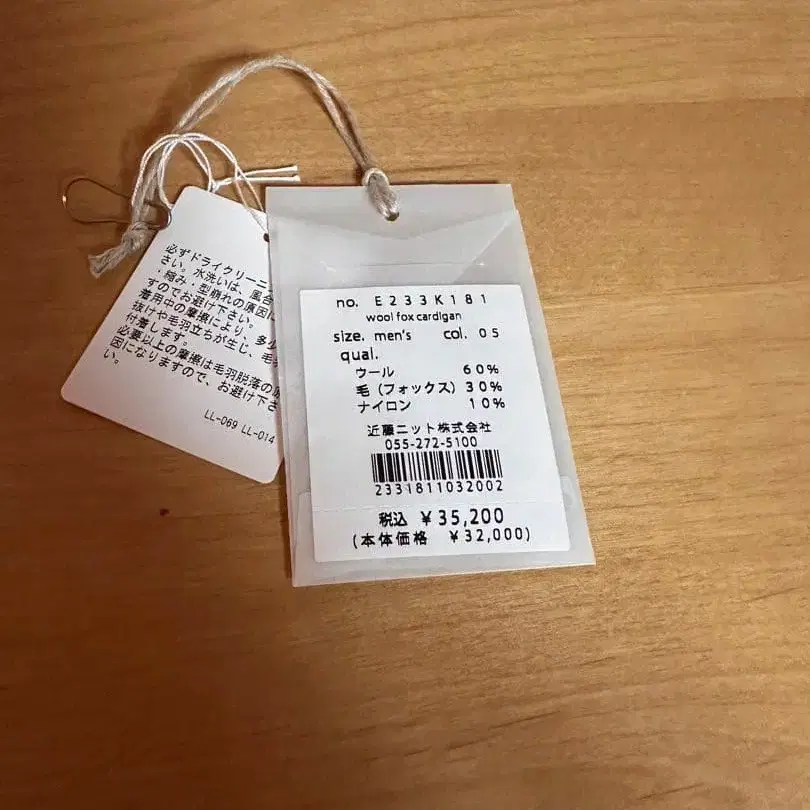 必ずドライクリーニ
さい。水洗いは、風合
・縮み・型崩れの原因に
すのでお避け下さい。
着用中の摩擦により、多少
抜けや毛羽立ちが生じ、毛羽
付着します。
必要以上の摩擦は毛羽脱落の原
因になりますので、お避け下さ
い。
LL-069 LL-014
no. E233K181
wool fox cardigan
size. men's col. 05
qual.
ウール 60%
毛(フォックス) 30%
ナイロン 10%
近藤ニット株式会社
055-272-5100
2331811032002
税込 ¥35,200
(本体価格 ¥32,000)